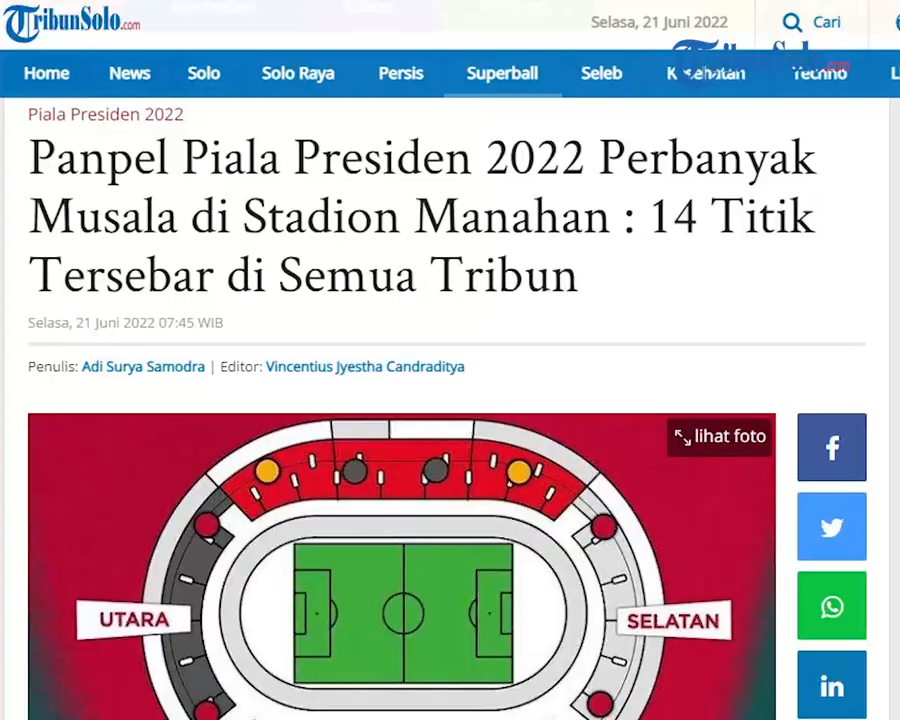 TribunSolo.com
Selasa, 21 Juni 2022
Cari
Home News Solo Solo Raya Persis Superball Seleb Kesehatan Techno
TribunSolo.com
Piala Presiden 2022
Panpel Piala Presiden 2022 Perbanyak
Musala di Stadion Manahan : 14 Titik
Tersebar di Semua Tribun
Selasa, 21 Juni 2022 07:45 WIB
Penulis: Adi Surya Samodra | Editor: Vincentius Jyestha Candraditya
lihat foto
UTARA
SELATAN